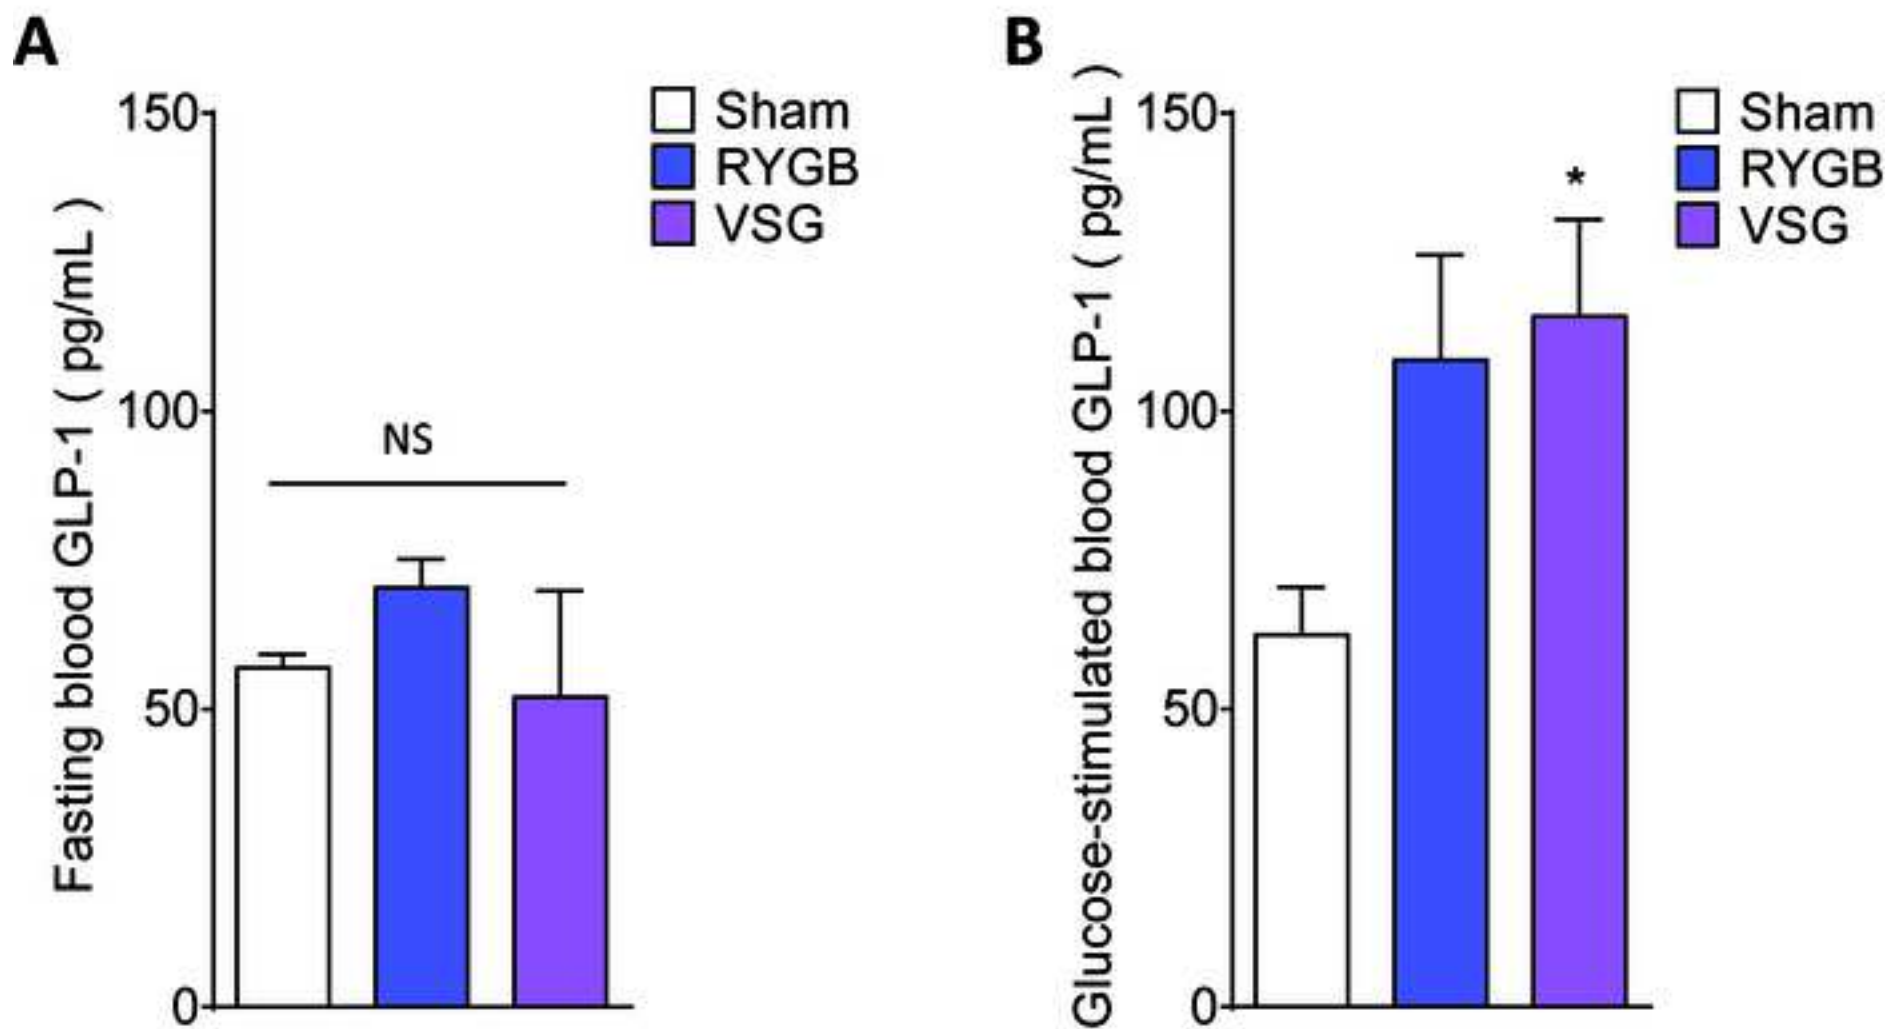 A
Fasting blood GLP-1 ( pg/mL )
150
100
50
0
NS
Sham
RYGB
VSG
B
Glucose-stimulated blood GLP-1 ( pg/mL )
150
100
50
0
*
Sham
RYGB
VSG